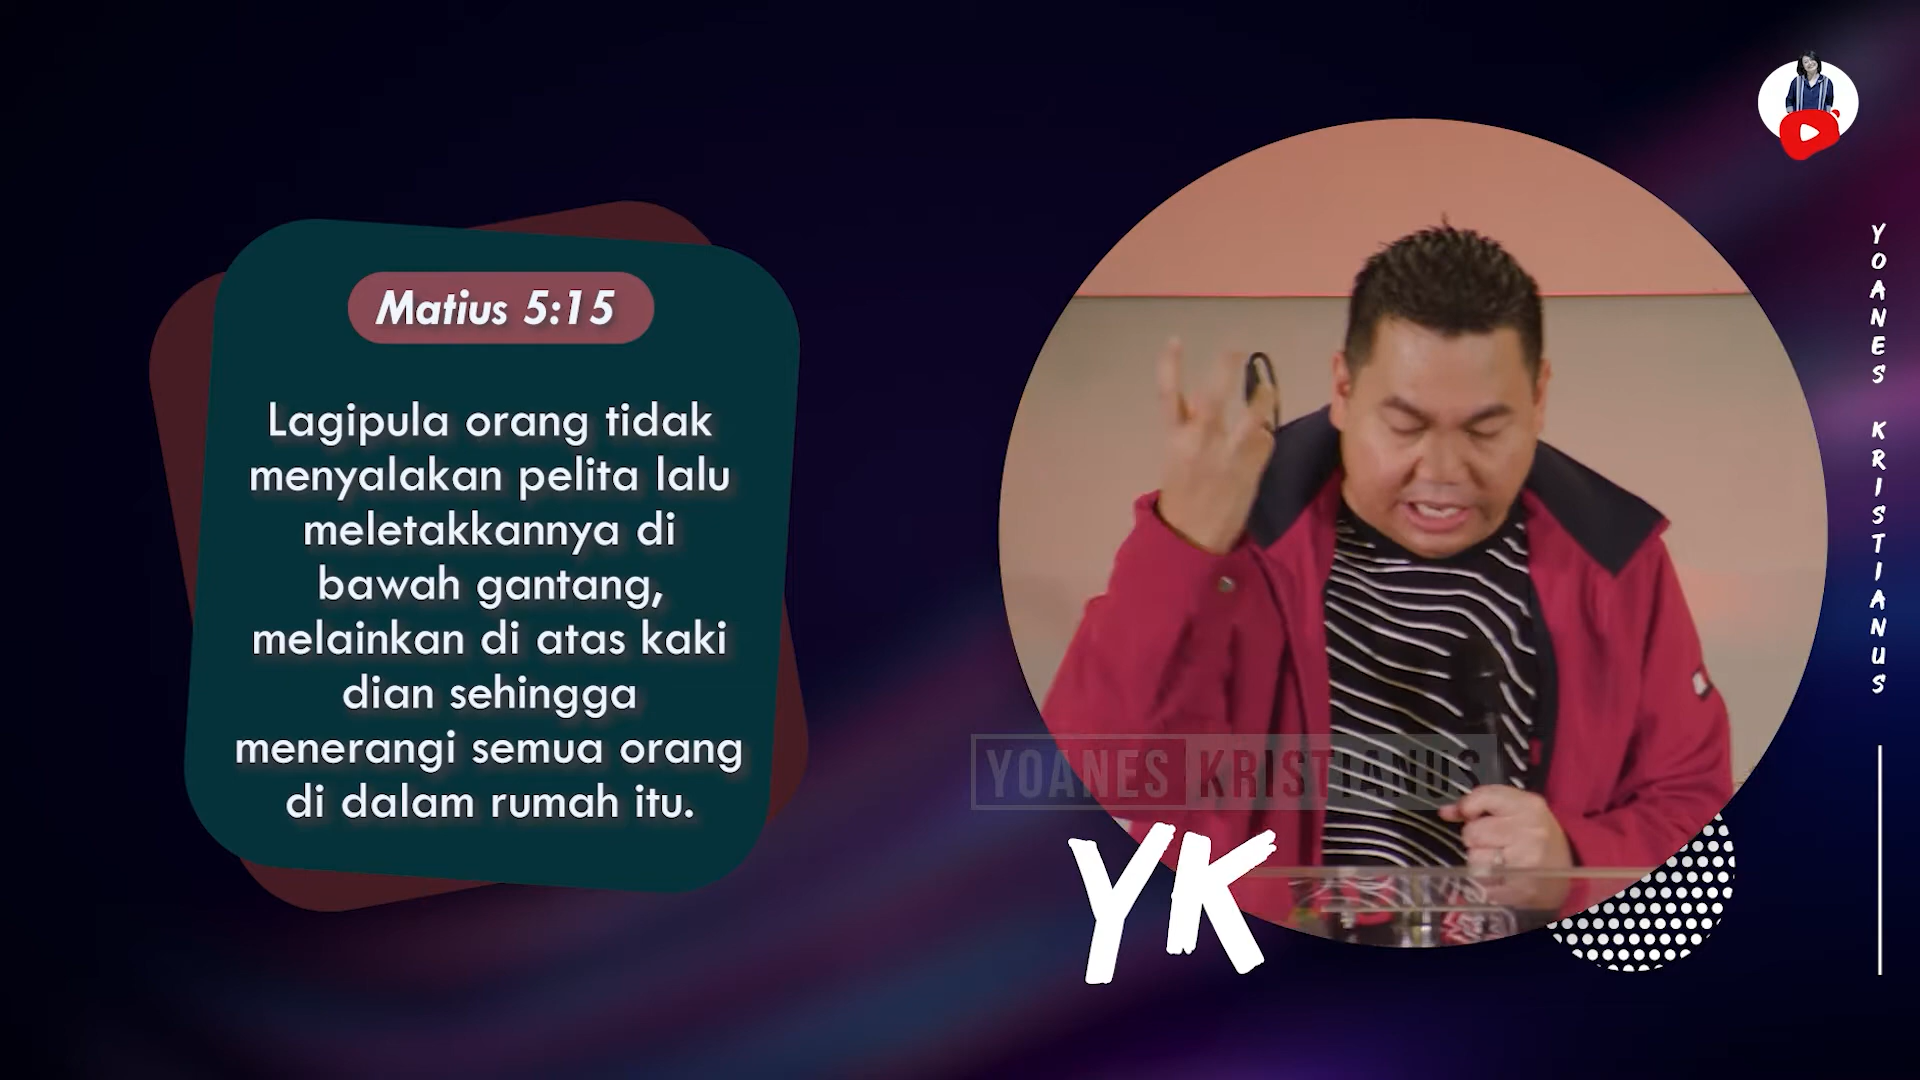 Matius 5:15
Lagipula orang tidak
menyalakan pelita lalu
meletakkannya di
bawah gantang,
melainkan di atas kaki
dian sehingga
menerangi semua orang
di dalam rumah itu.
YOANES KRISTIANUS
YK
YOANES KRISTIANUS